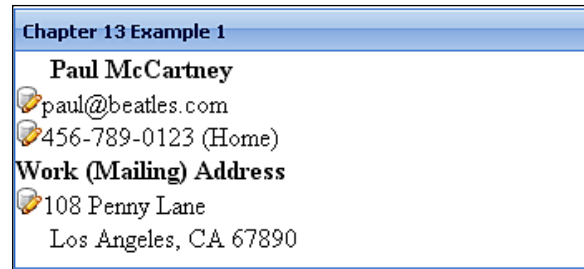 Chapter 13 Example 1
Paul McCartney
paul@beatles.com
456-789-0123 (Home)
Work (Mailing) Address
108 Penny Lane
Los Angeles, CA 67890